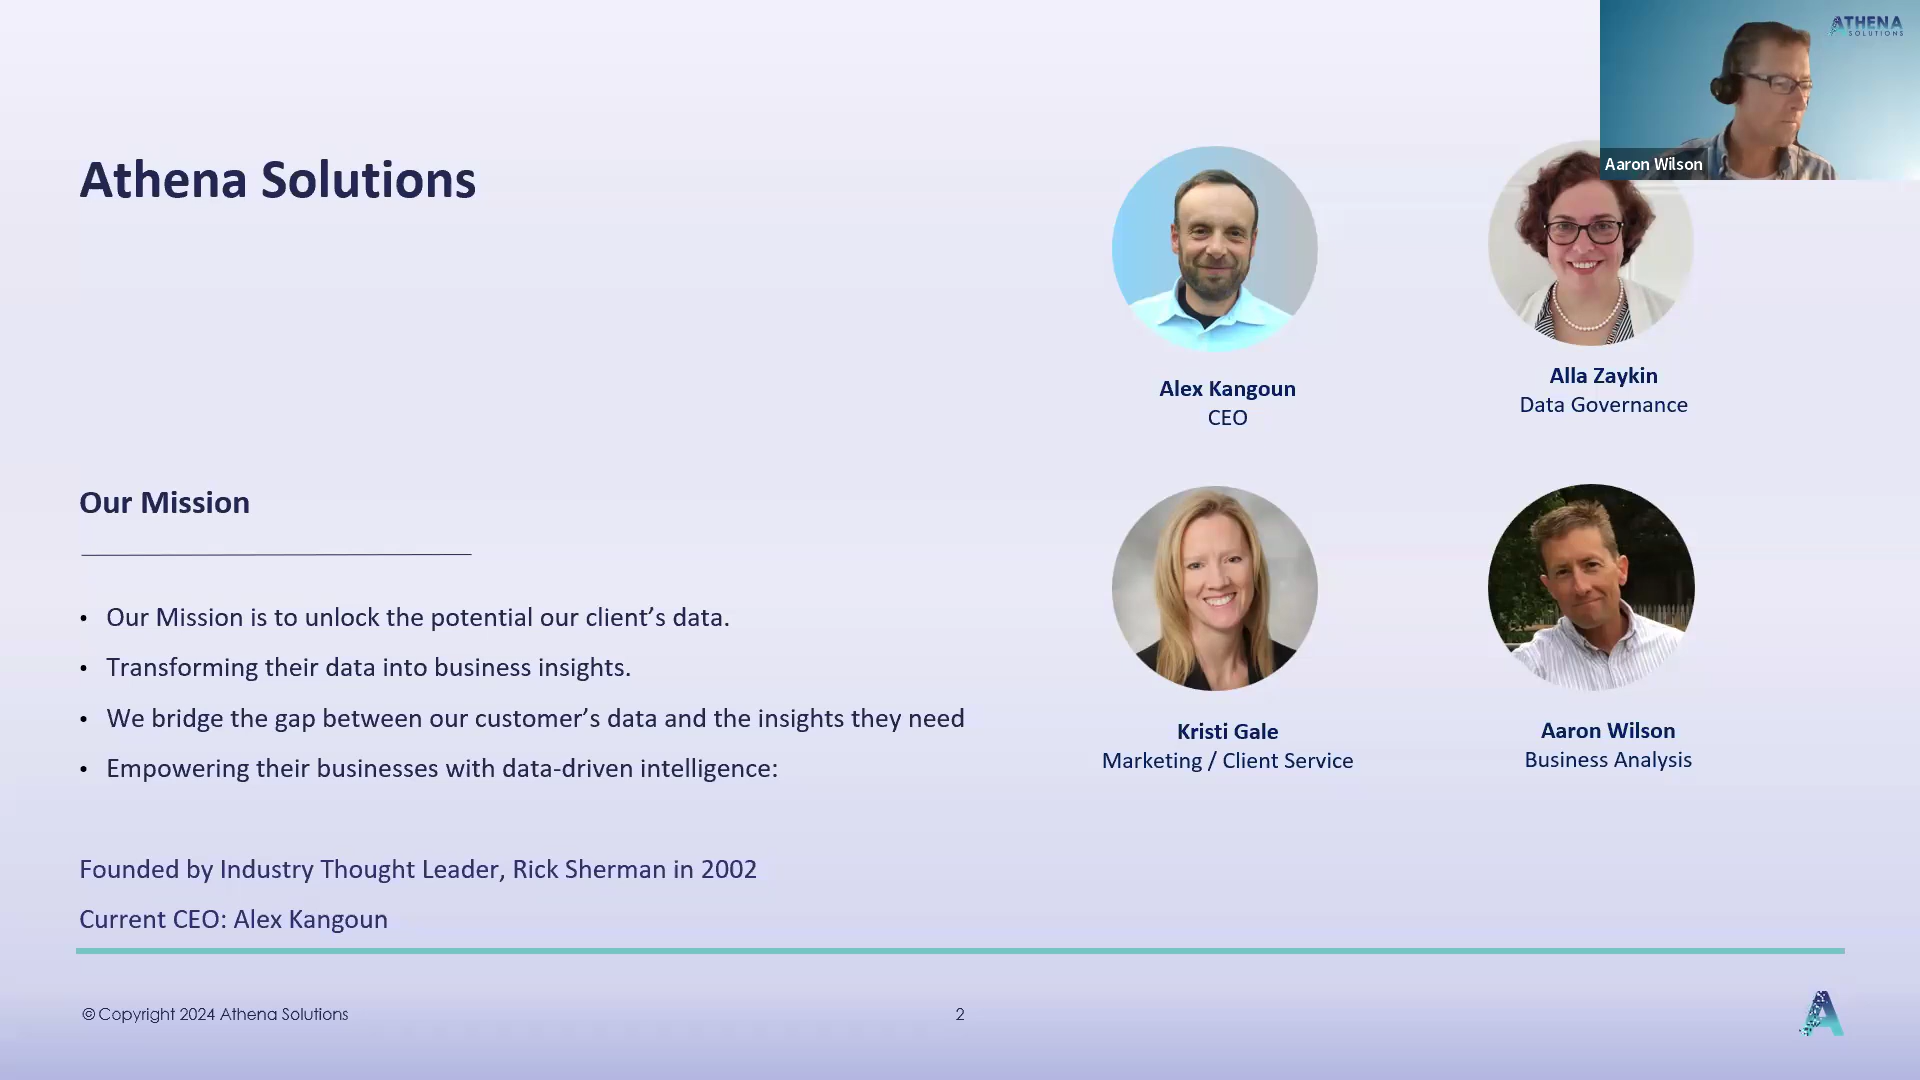 ATHENA
SOLUTIONS
Aaron Wilson
Athena Solutions
Alex Kangoun
CEO
Alla Zaykin
Data Governance
Our Mission
Kristi Gale
Marketing / Client Service
Aaron Wilson
Business Analysis
• Our Mission is to unlock the potential our client’s data.
• Transforming their data into business insights.
• We bridge the gap between our customer’s data and the insights they need
• Empowering their businesses with data-driven intelligence:
Founded by Industry Thought Leader, Rick Sherman in 2002
Current CEO: Alex Kangoun
© Copyright 2024 Athena Solutions
2
A